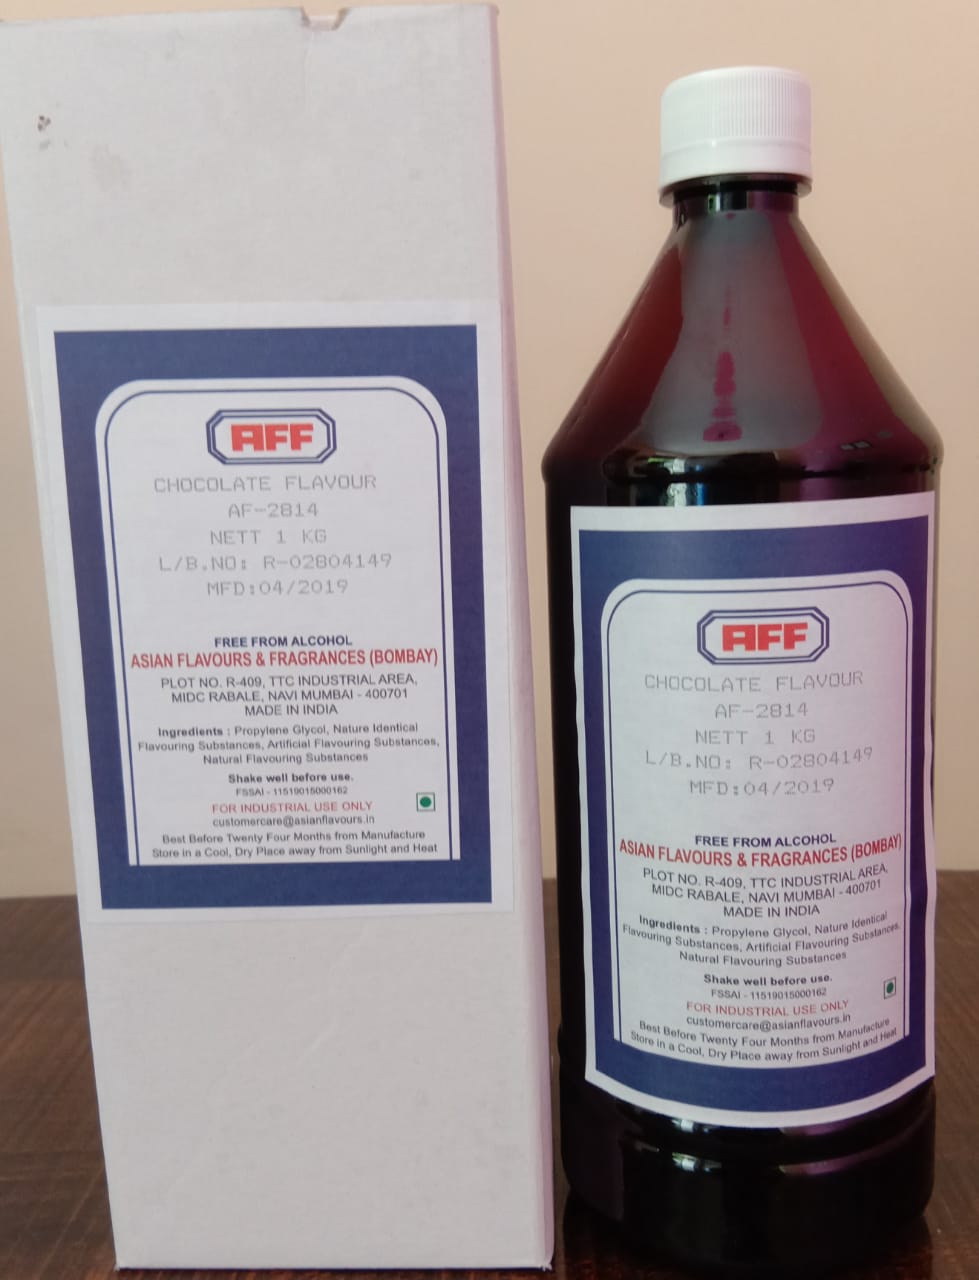 AFF
CHOCOLATE FLAVOUR
AF-2814
NETT 1 KG
L/B.NO: R-02804149
MFD:04/2019
FREE FROM ALCOHOL
ASIAN FLAVOURS & FRAGRANCES (BOMBAY)
PLOT NO. R-409, TTC INDUSTRIAL AREA,
MIDC RABALE, NAVI MUMBAI - 400701
MADE IN INDIA
Ingredients : Propylene Glycol, Nature Identical
Flavouring Substances, Artificial Flavouring Substances,
Natural Flavouring Substances
Shake well before use.
FSSAI - 11519015000162
FOR INDUSTRIAL USE ONLY
customercare@asianflavours.in
Best Before Twenty Four Months from Manufacture
Store in a Cool, Dry Place away from Sunlight and Heat
AFF
CHOCOLATE FLAVOUR
AF-2814
NETT 1 KG
L/B.NO: R-02804149
MFD:04/2019
FREE FROM ALCOHOL
ASIAN FLAVOURS & FRAGRANCES (BOMBAY)
PLOT NO. R-409, TTC INDUSTRIAL AREA,
MIDC RABALE, NAVI MUMBAI - 400701
MADE IN INDIA
Ingredients : Propylene Glycol, Nature Identical
Flavouring Substances, Artificial Flavouring Substances,
Natural Flavouring Substances
Shake well before use.
FSSAI - 11519015000162
FOR INDUSTRIAL USE ONLY
customercare@asianflavours.in
Best Before Twenty Four Months from Manufacture
Store in a Cool, Dry Place away from Sunlight and Heat